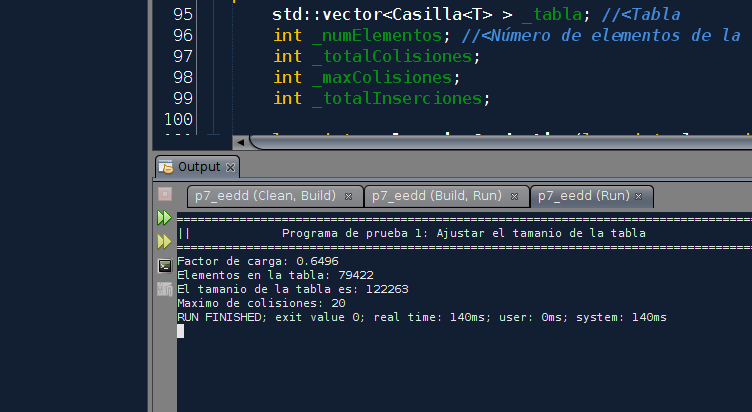 95 std::vector<Casilla<T> > _tabla; //<Tabla
96 int _numElementos; //<Número de elementos de la
97 int _totalColisiones;
98 int _maxColisiones;
99 int _totalInserciones;
100
Output
p7_eedd (Clean, Build) p7_eedd (Build, Run) p7_eedd (Run)
|| Programa de prueba 1: Ajustar el tamanio de la tabla
Factor de carga: 0.6496
Elementos en la tabla: 79422
El tamanio de la tabla es: 122263
Maximo de colisiones: 20
RUN FINISHED; exit value 0; real time: 140ms; user: 0ms; system: 140ms